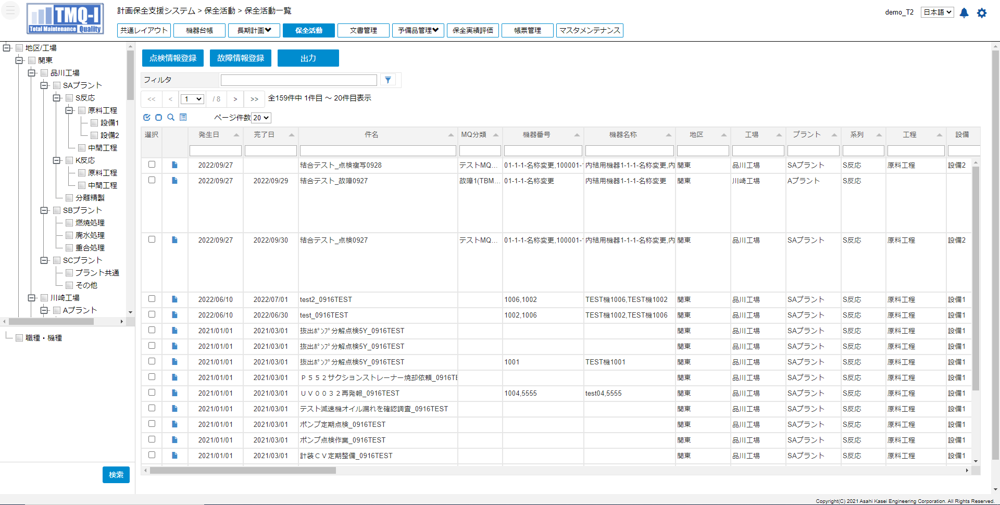 TMQ-I
Total Maintenance Quality
計画保全支援システム > 保全活動 > 保全活動一覧
demo_T2 日本語
共通レイアウト 機器台帳 長期計画 保全活動 文書管理 予備品管理 保全実績評価 帳票管理 マスタメンテナンス
地区/工場
関東
品川工場
SAプラント
S反応
原料工程
設備1
設備2
中間工程
K反応
原料工程
中間工程
分離精製
SBプラント
燃焼処理
廃水処理
重合処理
SCプラント
プラント共通
その他
川崎工場
Aプラント
職種・機種
検索
点検情報登録 故障情報登録 出力
フィルタ
<< < 1 / 8 > >> 全159件中 1件目 ～ 20件目表示
ページ件数 20
選択 発生日 完了日 件名 MQ分類 機器番号 機器名称 地区 工場 プラント 系列 工程 設備
2022/09/27 結合テスト_点検複写0928 テストMQ... 01-1-1-名称変更,100001- 内結用機器1-1-1-名称変更,内 関東 品川工場 SAプラント S反応 原料工程 設備2
2022/09/27 2022/09/29 結合テスト_故障0927 故障1(TBM... 01-1-1-名称変更 内結用機器1-1-1-名称変更 関東 川崎工場 Aプラント S反応
2022/09/27 2022/09/30 結合テスト_点検0927 テストMQ... 01-1-1-名称変更,100001- 内結用機器1-1-1-名称変更,内 関東 品川工場 SAプラント S反応 原料工程 設備2
2022/06/10 2022/07/01 test2_0916TEST 1006,1002 TEST機1006,TEST機1002 関東 品川工場 SAプラント S反応 原料工程 設備1
2022/06/10 2022/06/30 test_0916TEST 1002,1006 TEST機1002,TEST機1006 関東 品川工場 SAプラント S反応 原料工程 設備1
2021/01/01 2021/03/01 抜出ﾎﾟﾝﾌﾟ分解点検5Y_0916TEST 関東 品川工場 SAプラント S反応 原料工程 設備1
2021/01/01 2021/03/01 抜出ﾎﾟﾝﾌﾟ分解点検5Y_0916TEST 関東 品川工場 SAプラント S反応 原料工程 設備1
2021/01/01 2021/03/01 抜出ﾎﾟﾝﾌﾟ分解点検5Y_0916TEST 1001 TEST機1001 関東 品川工場 SAプラント S反応 原料工程 設備1
2021/01/01 2021/03/01 Ｐ５５２サクションストレーナー焼却依頼_0916TE 関東 品川工場 SAプラント S反応 原料工程 設備1
2021/01/01 2021/03/01 ＵＶ００３２再発報_0916TEST 1004,5555 test04,5555 関東 品川工場 SAプラント S反応 原料工程 設備1
2021/01/01 2021/03/01 テスト減速機オイル漏れを確認調査_0916TEST 関東 品川工場 SAプラント S反応 原料工程 設備1
2021/01/01 2021/03/01 ポンプ定期点検_0916TEST 関東 品川工場 SAプラント S反応 原料工程 設備1
2021/01/01 2021/03/01 ポンプ点検作業_0916TEST 関東 品川工場 SAプラント S反応 原料工程 設備1
2021/01/01 2021/03/01 計装ＣＶ定期整備_0916TEST 関東 品川工場 SAプラント S反応 原料工程 設備1
Copyright(C) 2021 Asahi Kasei Engineering Corporation. All Rights Reserved.